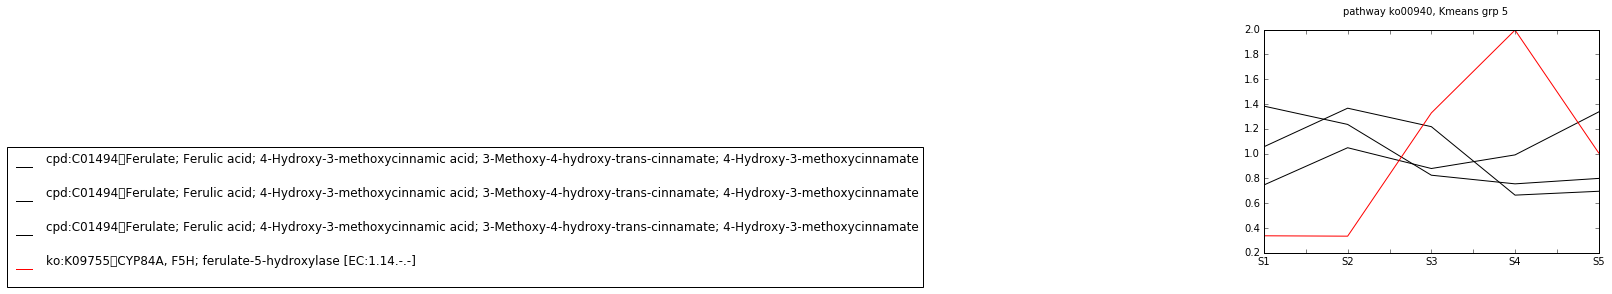 pathway ko00940, Kmeans grp 5
2.0
1.8
1.6
1.4
1.2
1.0
0.8
0.6
0.4
0.2
S1 S2 S3 S4 S5
cpd:C01494▯Ferulate; Ferulic acid; 4-Hydroxy-3-methoxycinnamic acid; 3-Methoxy-4-hydroxy-trans-cinnamate; 4-Hydroxy-3-methoxycinnamate
cpd:C01494▯Ferulate; Ferulic acid; 4-Hydroxy-3-methoxycinnamic acid; 3-Methoxy-4-hydroxy-trans-cinnamate; 4-Hydroxy-3-methoxycinnamate
cpd:C01494▯Ferulate; Ferulic acid; 4-Hydroxy-3-methoxycinnamic acid; 3-Methoxy-4-hydroxy-trans-cinnamate; 4-Hydroxy-3-methoxycinnamate
ko:K09755▯CYP84A, F5H; ferulate-5-hydroxylase [EC:1.14.-.-]